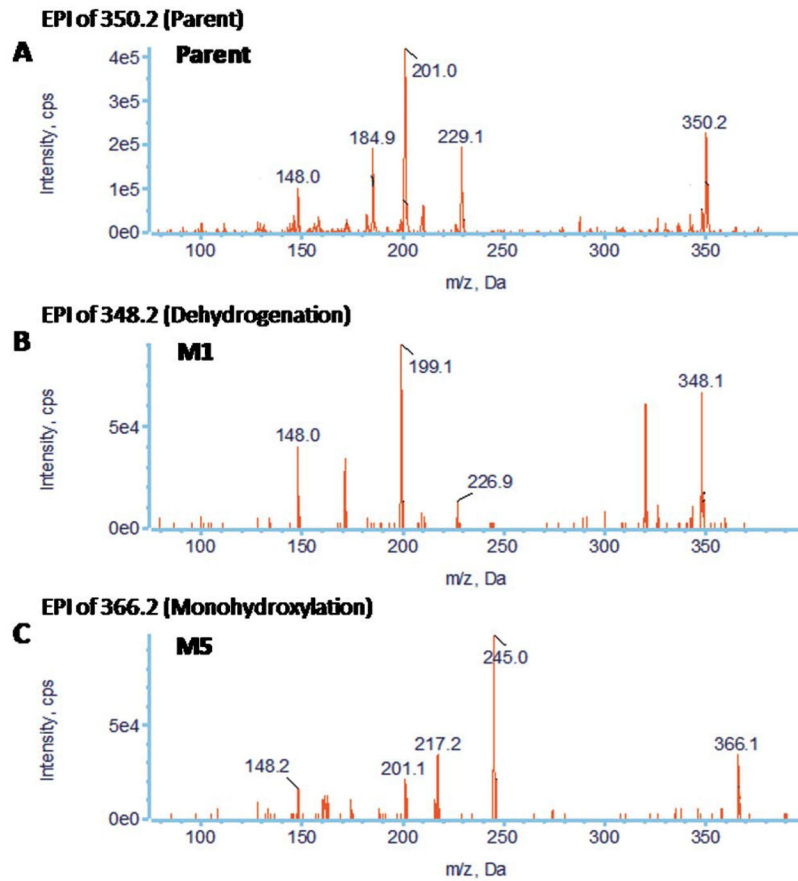 EPI of 350.2 (Parent)
A
Parent
Intensity, cps
4e5
3e5
2e5
1e5
0e0
148.0
184.9
201.0
229.1
350.2
100 150 200 250 300 350
m/z, Da
EPI of 348.2 (Dehydrogenation)
B
M1
Intensity, cps
5e4
0e0
148.0
199.1
226.9
348.1
100 150 200 250 300 350
m/z, Da
EPI of 366.2 (Monohydroxylation)
C
M5
Intensity, cps
5e4
0e0
148.2
201.1
217.2
245.0
366.1
100 150 200 250 300 350
m/z, Da